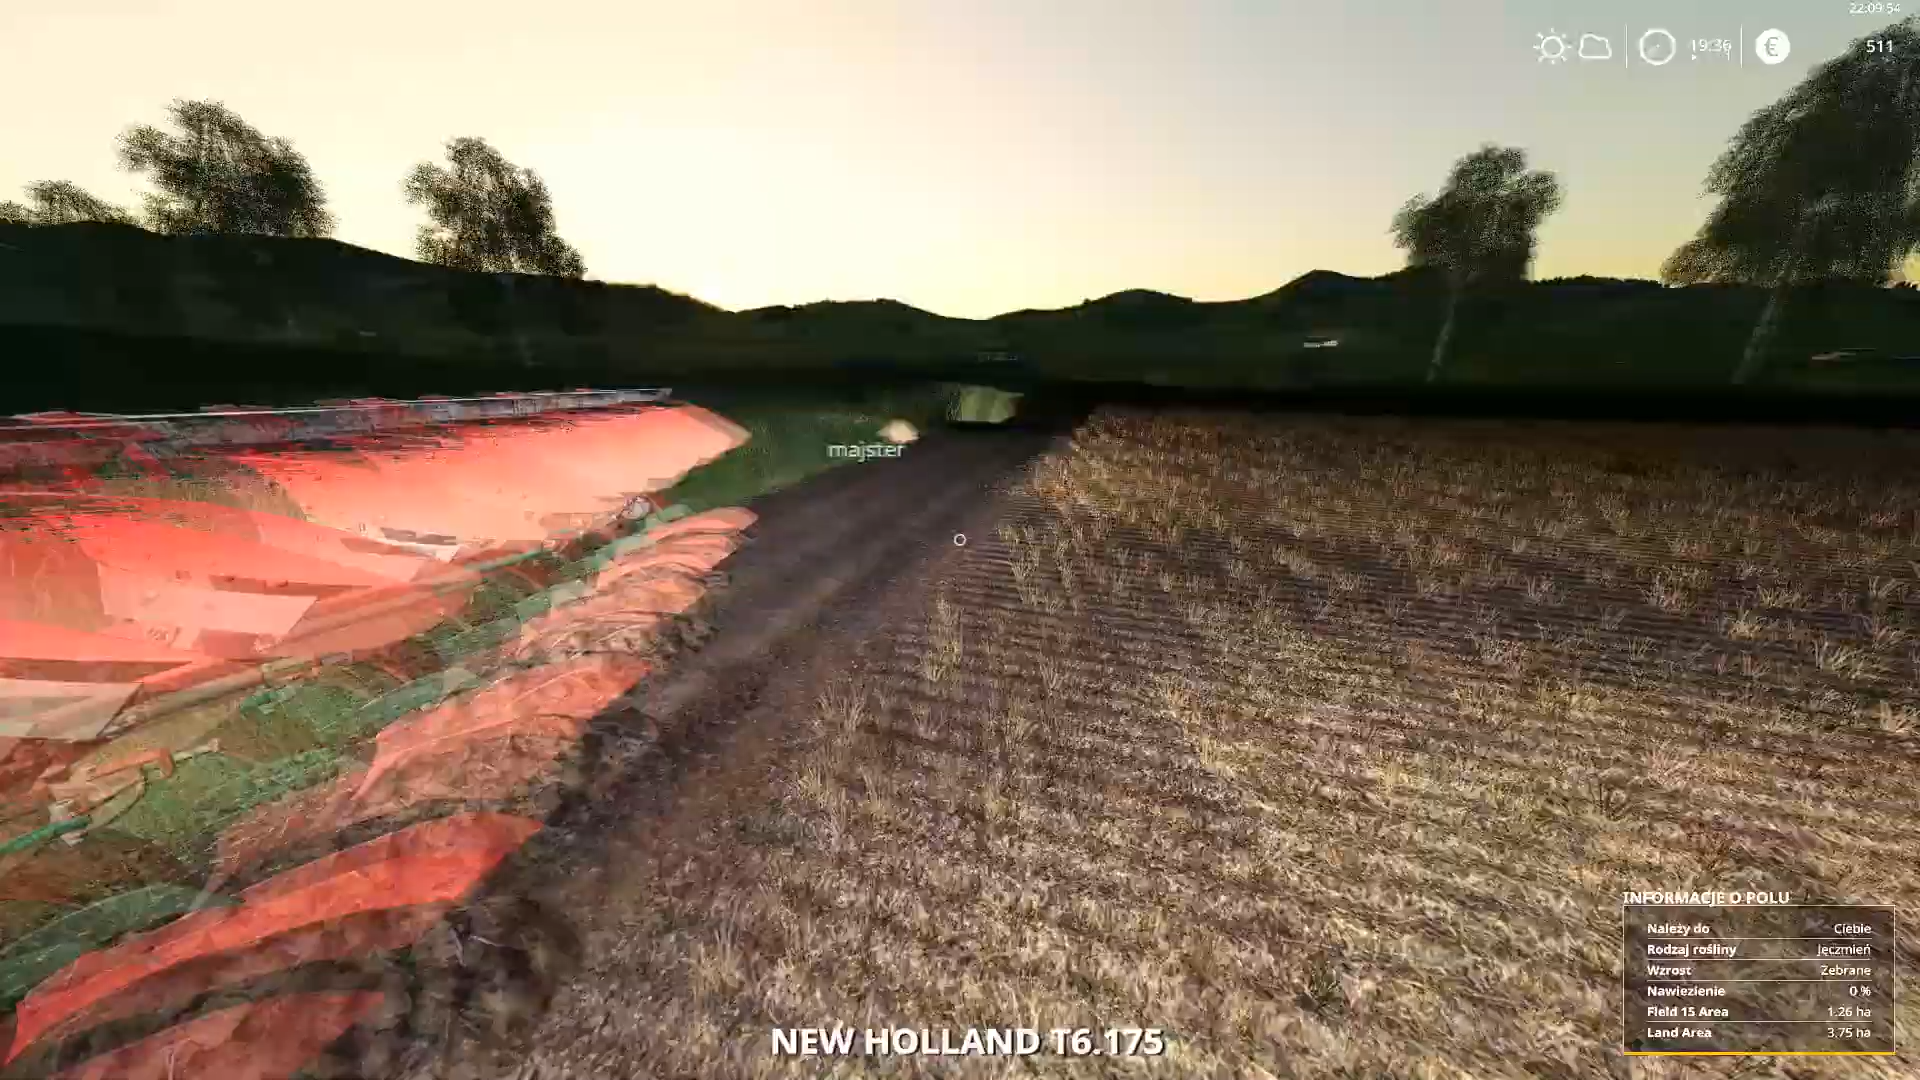 22:09:54
19:36
511
majster
INFORMACJE O POLU
Należy do Ciebie
Rodzaj rośliny Jęczmień
Wzrost Zebrane
Nawiezienie 0 %
Field 15 Area 1.26 ha
Land Area 3.75 ha
NEW HOLLAND T6.175